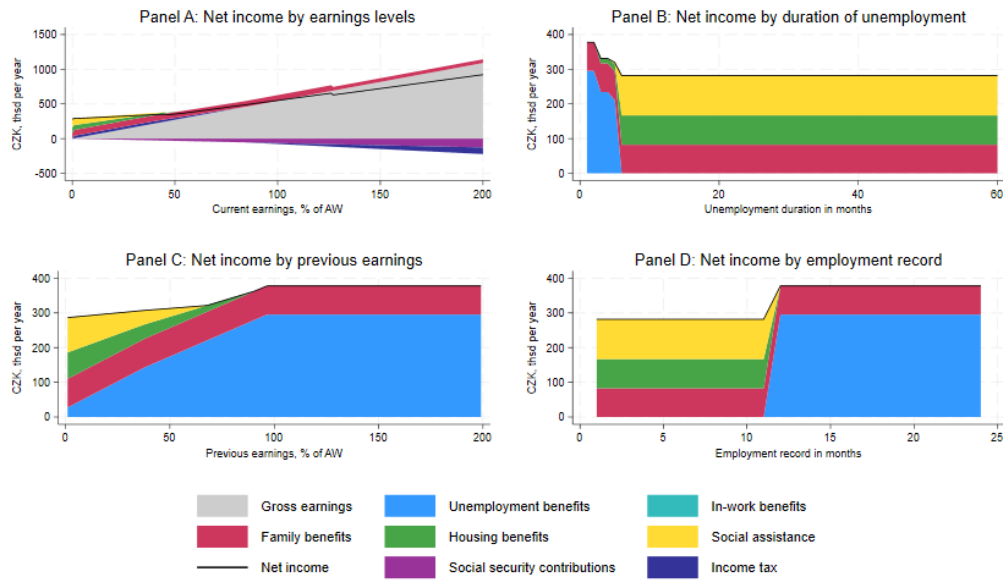 Panel A: Net income by earnings levels
CZK, thsd per year
1500
1000
500
0
-500
0
50
100
150
200
Current earnings, % of AW
Panel B: Net income by duration of unemployment
CZK, thsd per year
400
300
200
100
0
0
20
40
60
Unemployment duration in months
Panel C: Net income by previous earnings
CZK, thsd per year
400
300
200
100
0
0
50
100
150
200
Previous earnings, % of AW
Panel D: Net income by employment record
CZK, thsd per year
400
300
200
100
0
0
5
10
15
20
25
Employment record in months
Gross earnings
Unemployment benefits
In-work benefits
Family benefits
Housing benefits
Social assistance
Net income
Social security contributions
Income tax